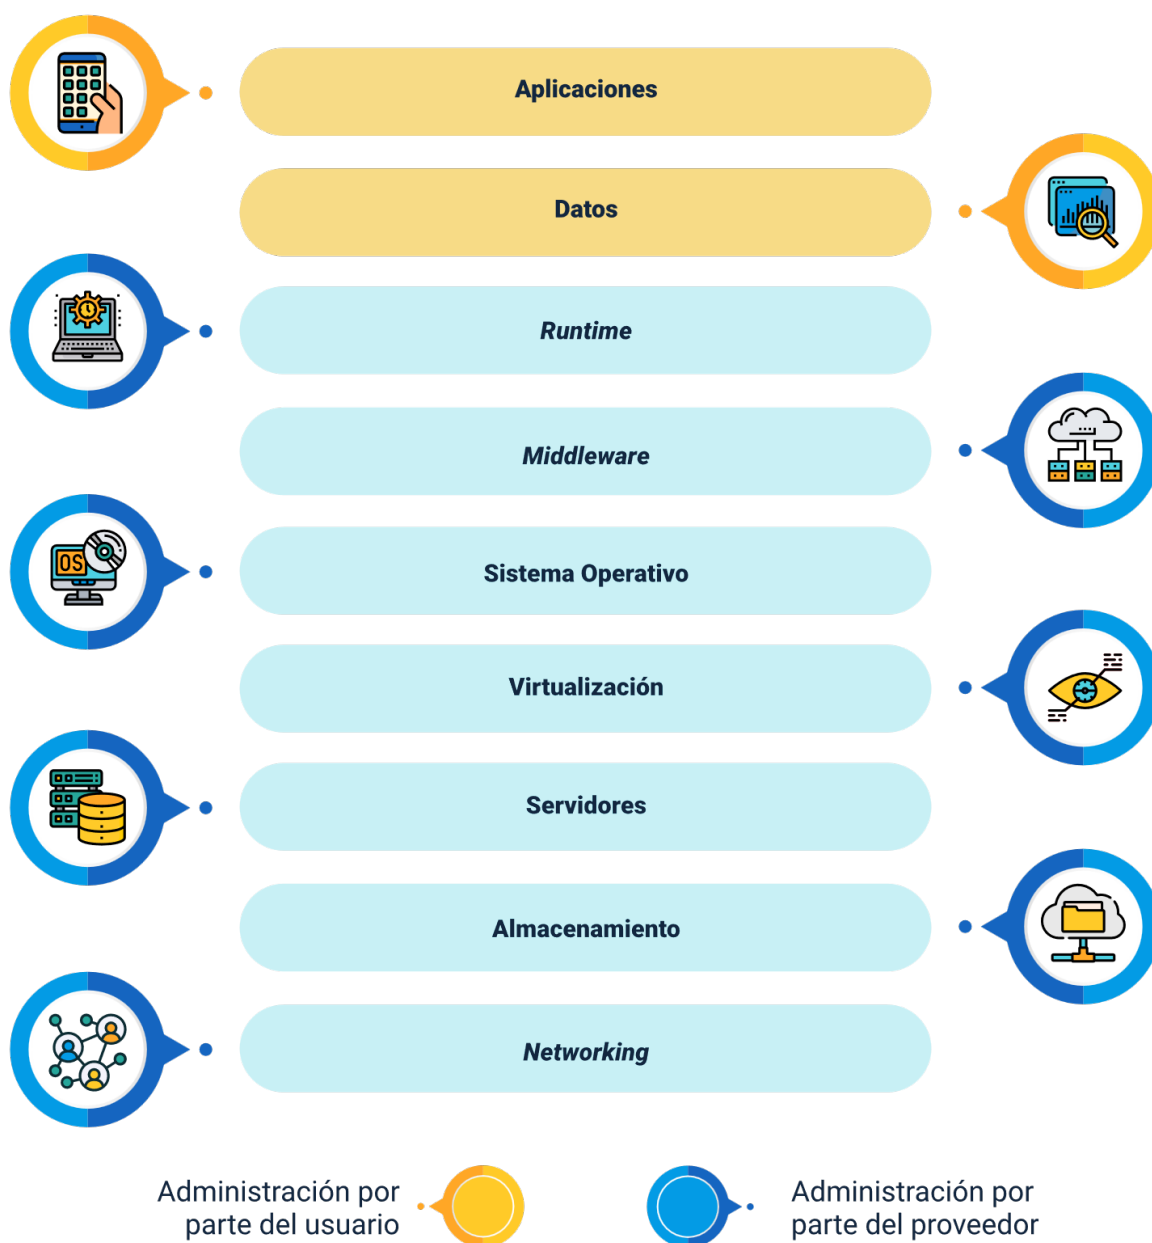 Aplicaciones
Datos
Runtime
Middleware
OS
Sistema Operativo
Virtualización
Servidores
Almacenamiento
Networking
Administración por
parte del usuario
Administración por
parte del proveedor